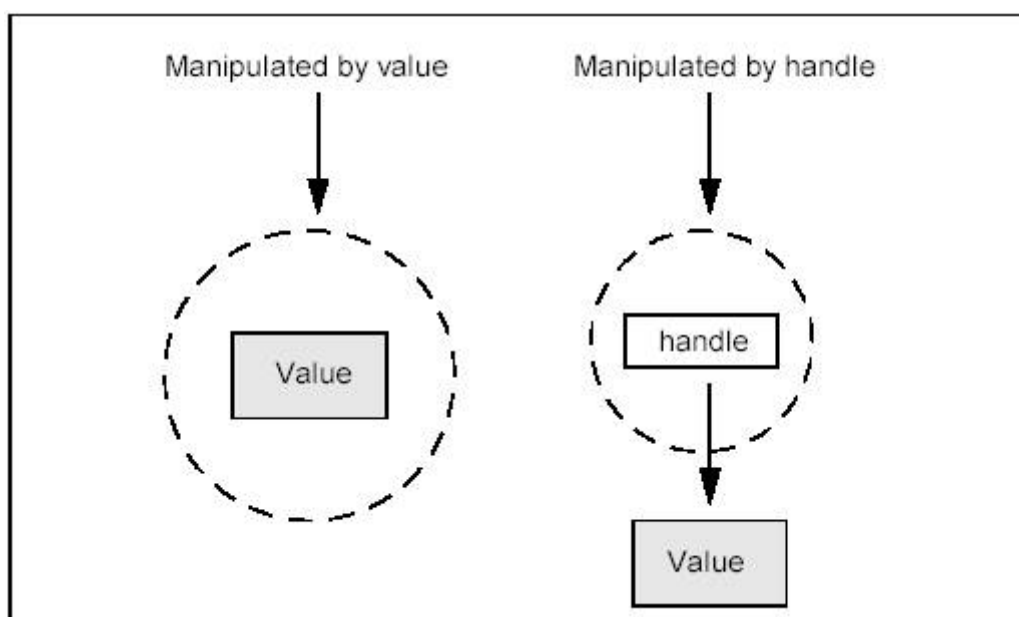 Manipulated by value
Manipulated by handle
Value
handle
Value